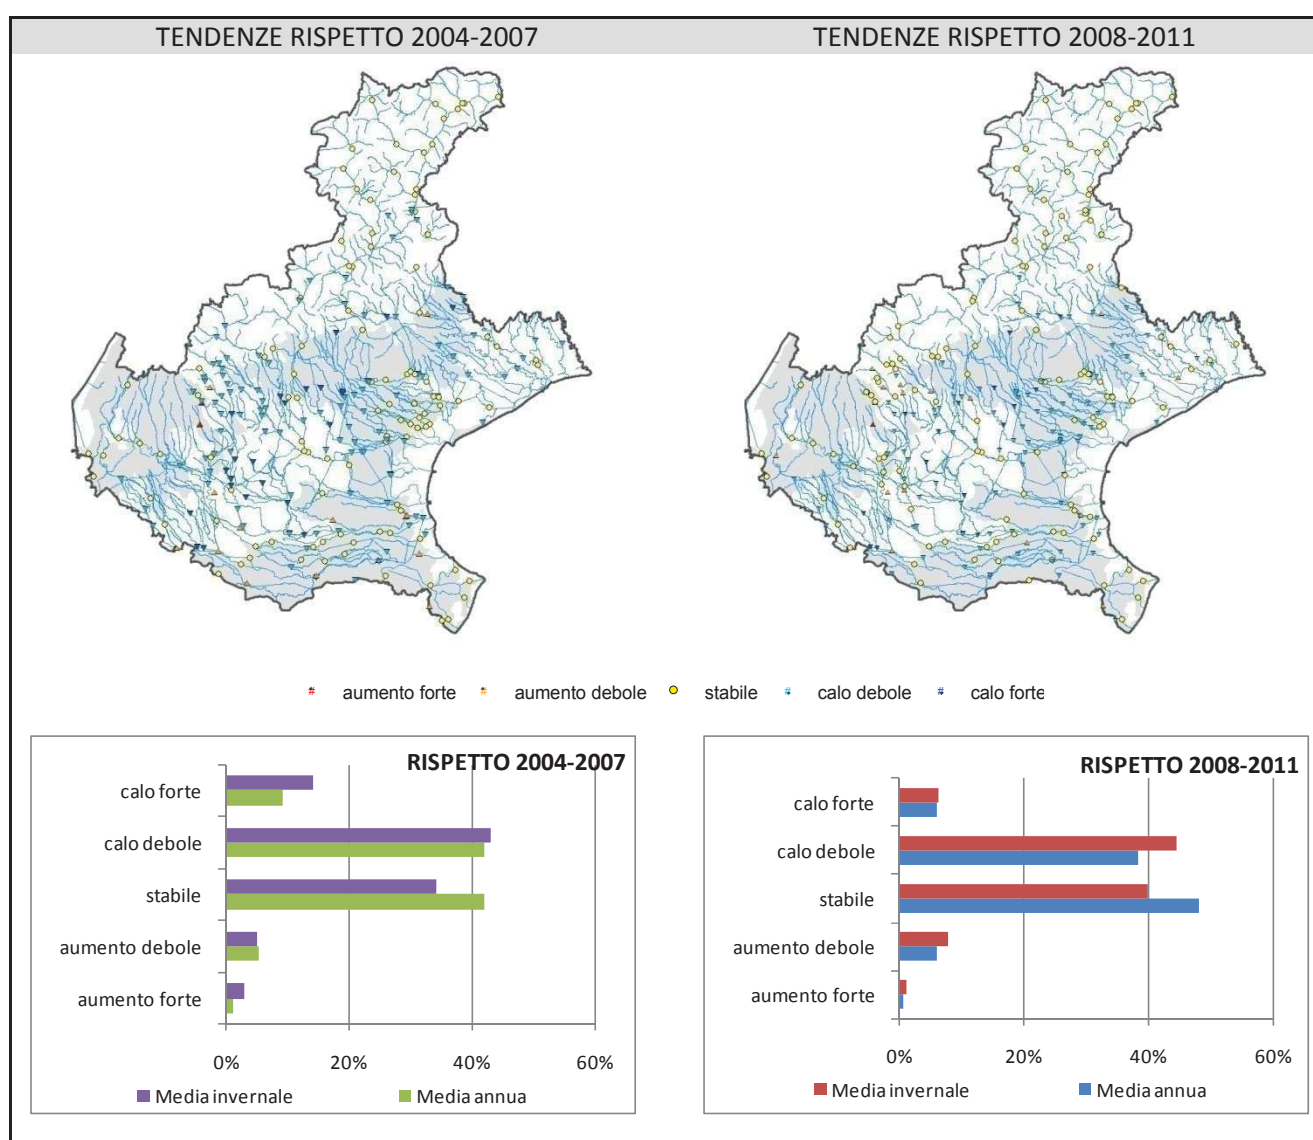 TENDENZE RISPETTO 2004-2007
TENDENZE RISPETTO 2008-2011
# aumento forte # aumento debole stabile # calo debole # calo forte
RISPETTO 2004-2007
calo forte
calo debole
stabile
aumento debole
aumento forte
0% 20% 40% 60%
Media invernale Media annua
RISPETTO 2008-2011
calo forte
calo debole
stabile
aumento debole
aumento forte
0% 20% 40% 60%
Media invernale Media annua